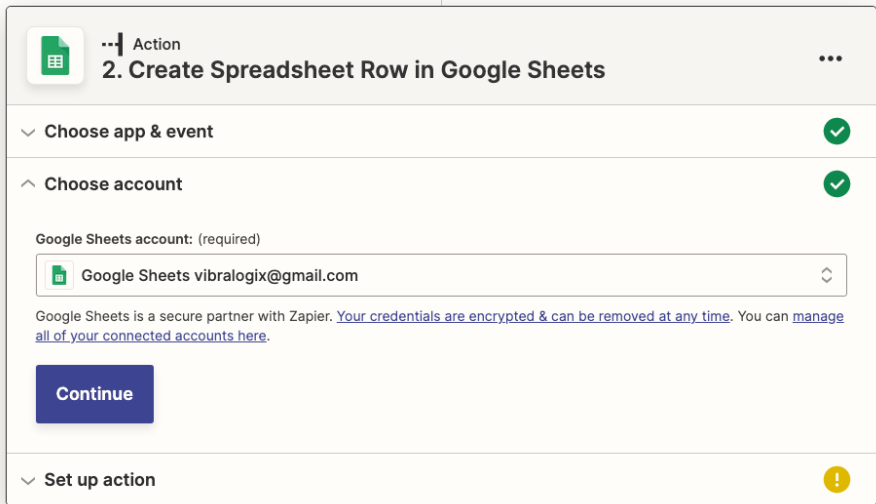 Action
2. Create Spreadsheet Row in Google Sheets
Choose app & event
Choose account
Google Sheets account: (required)
Google Sheets vibralogix@gmail.com
Google Sheets is a secure partner with Zapier. Your credentials are encrypted & can be removed at any time. You can manage
all of your connected accounts here.
Continue
Set up action